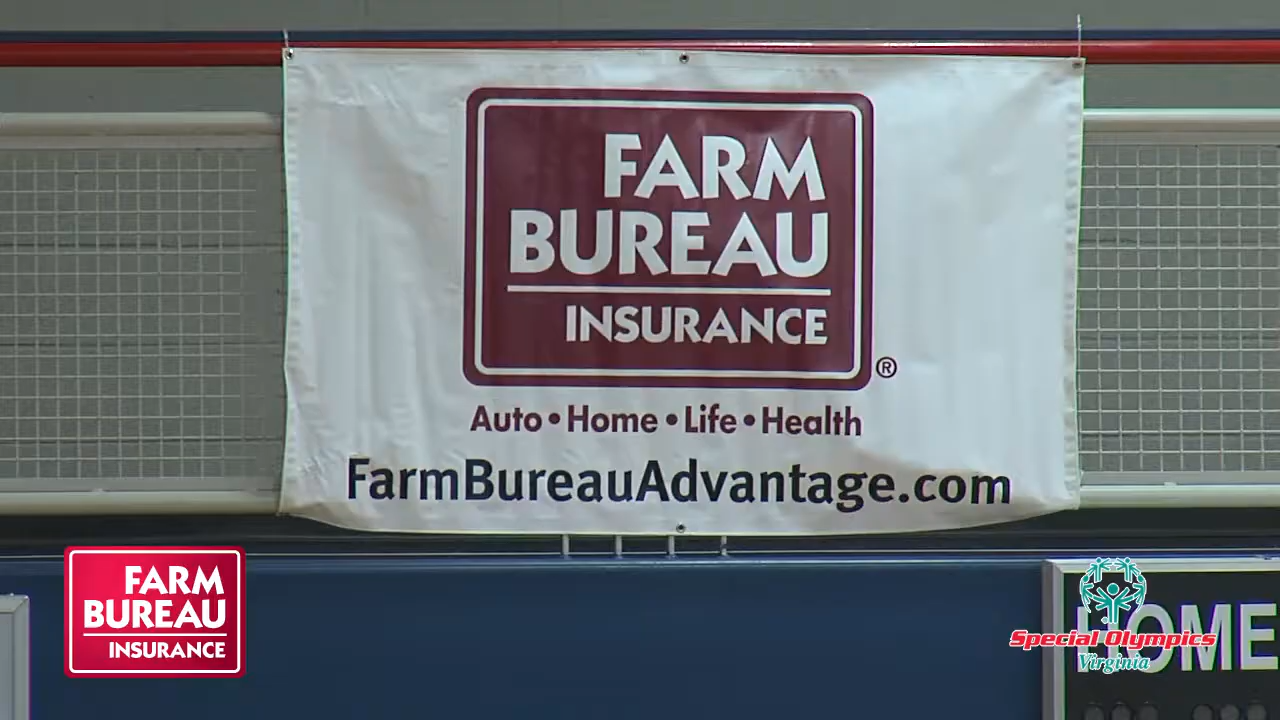 FARM
BUREAU
INSURANCE
®
Auto • Home • Life • Health
FarmBureauAdvantage.com
FARM
BUREAU
INSURANCE
HOME
Special Olympics
Virginia